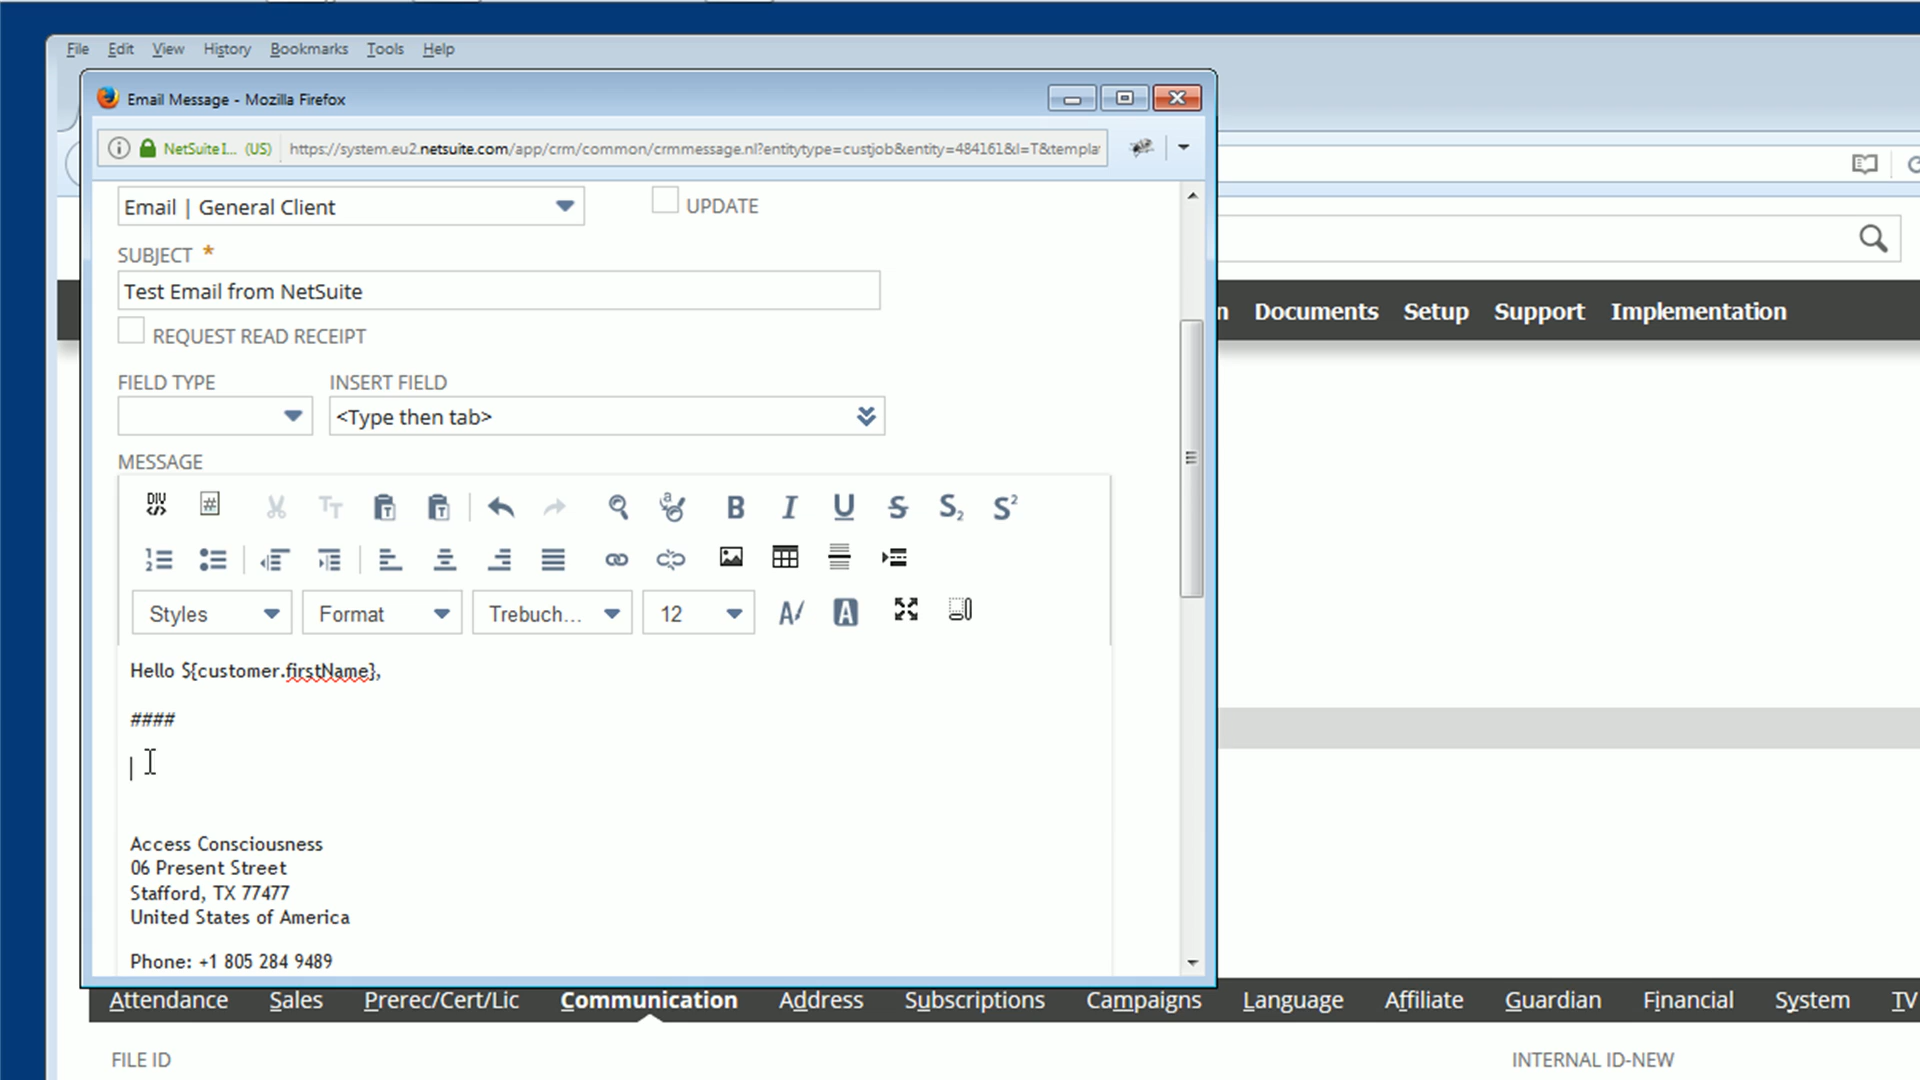 File Edit View History Bookmarks Tools Help
Email Message - Mozilla Firefox
NetSuite I... (US) https://system.eu2.netsuite.com/app/crm/common/crmmessage.nl?entitytype=custjob&entity=484161&l=T&templa
Email | General Client
UPDATE
SUBJECT *
Test Email from NetSuite
REQUEST READ RECEIPT
n Documents Setup Support Implementation
FIELD TYPE INSERT FIELD
<Type then tab>
MESSAGE
Styles Format Trebuch... 12
Hello ${customer.firstName},
####
Access Consciousness
06 Present Street
Stafford, TX 77477
United States of America
Phone: +1 805 284 9489
Attendance Sales Prerec/Cert/Lic Communication Address Subscriptions Campaigns Language Affiliate Guardian Financial System TV
FILE ID INTERNAL ID-NEW